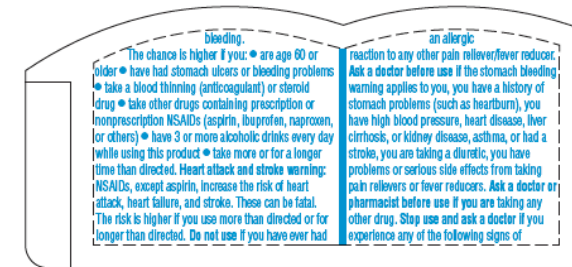 bleeding.
The chance is higher if you: ● are age 60 or
older ● have had stomach ulcers or bleeding problems
● take a blood thinning (anticoagulant) or steroid
drug ● take other drugs containing prescription or
nonprescription NSAIDs (aspirin, ibuprofen, naproxen,
or others) ● have 3 or more alcoholic drinks every day
while using this product ● take more or for a longer
time than directed. Heart attack and stroke warning:
NSAIDs, except aspirin, increase the risk of heart
attack, heart failure, and stroke. These can be fatal.
The risk is higher if you use more than directed or for
longer than directed. Do not use if you have ever had
an allergic
reaction to any other pain reliever/fever reducer.
Ask a doctor before use if the stomach bleeding
warning applies to you, you have a history of
stomach problems (such as heartburn), you
have high blood pressure, heart disease, liver
cirrhosis, or kidney disease, asthma, or had a
stroke, you are taking a diuretic, you have
problems or serious side effects from taking
pain relievers or fever reducers. Ask a doctor or
pharmacist before use if you are taking any
other drug. Stop use and ask a doctor if you
experience any of the following signs of